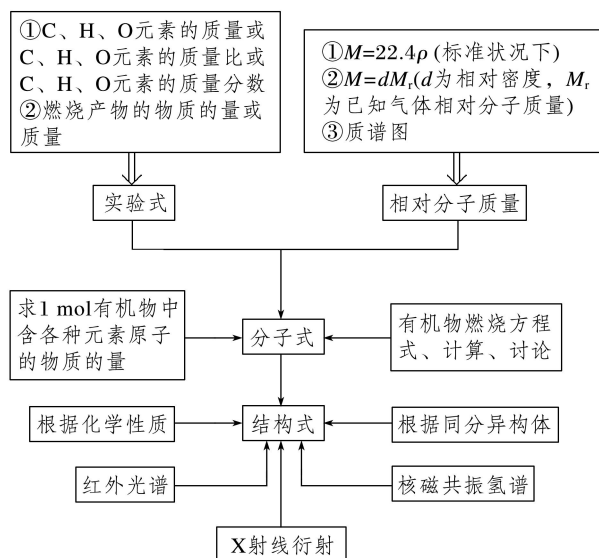 ①C、H、O元素的质量或
C、H、O元素的质量比或
C、H、O元素的质量分数
②燃烧产物的物质的量或
质量
①M=22.4ρ (标准状况下)
②M=dMr(d为相对密度，Mr
为已知气体相对分子质量)
③质谱图
实验式
相对分子质量
求1 mol有机物中
含各种元素原子
的物质的量
分子式
有机物燃烧方程
式、计算、讨论
根据化学性质
结构式
根据同分异构体
红外光谱
核磁共振氢谱
X射线衍射